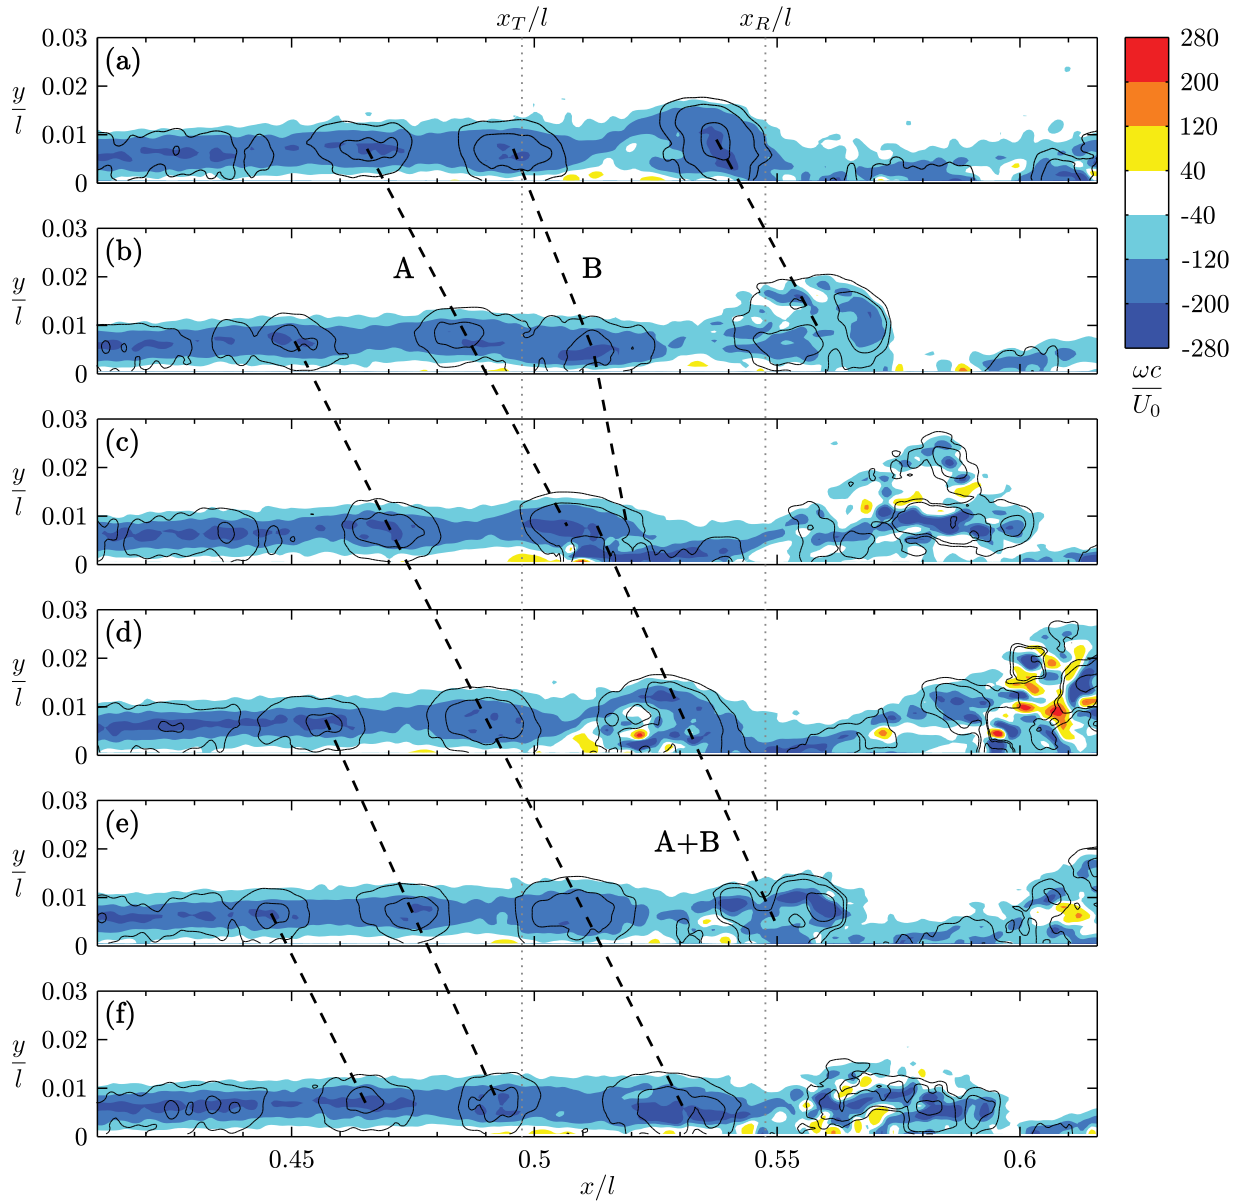 x_T/l x_R/l
0.03 (a) 280
y/l 0.02 200
0.01 120
0 40
0.03 (b) -40
y/l 0.02 A B -120
0.01 -200
0 -280
ωc/U_0
0.03 (c)
y/l 0.02
0.01
0
0.03 (d)
y/l 0.02
0.01
0
0.03 (e)
y/l 0.02 A+B
0.01
0
0.03 (f)
y/l 0.02
0.01
0
0.45 0.5 0.55 0.6
x/l